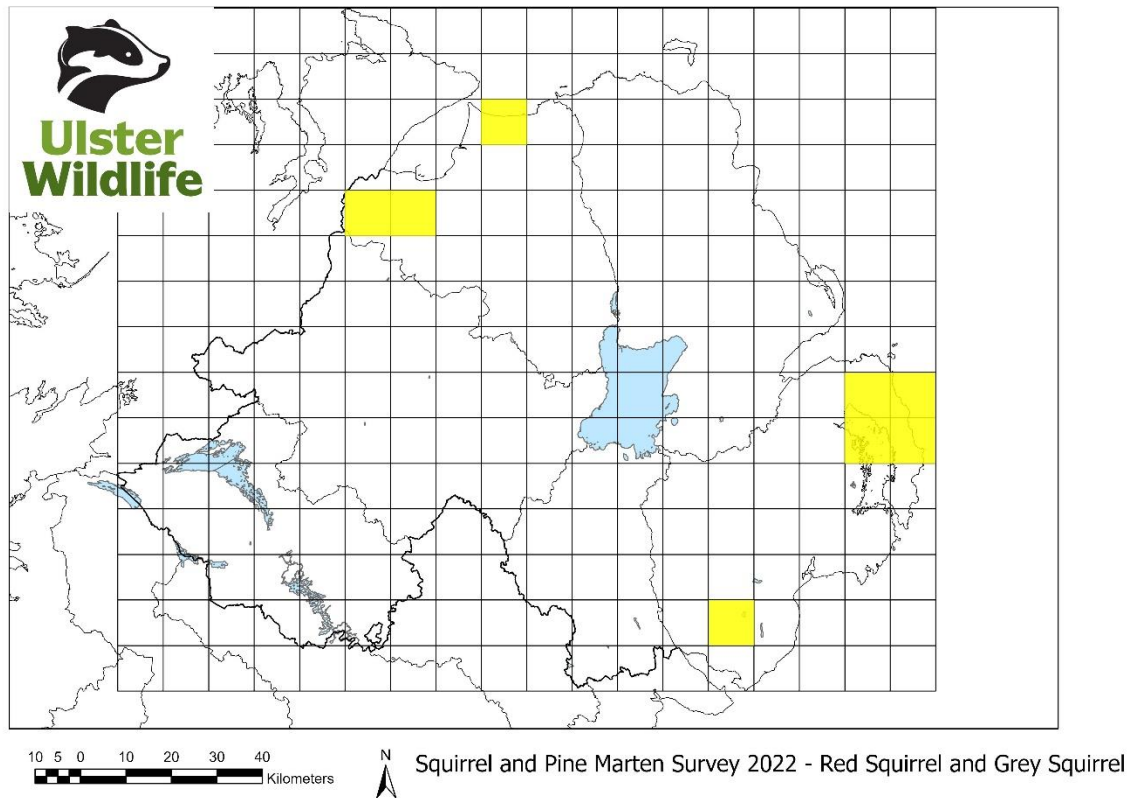 Ulster
Wildlife
10 5 0 10 20 30 40
Kilometers
N
Squirrel and Pine Marten Survey 2022 - Red Squirrel and Grey Squirrel